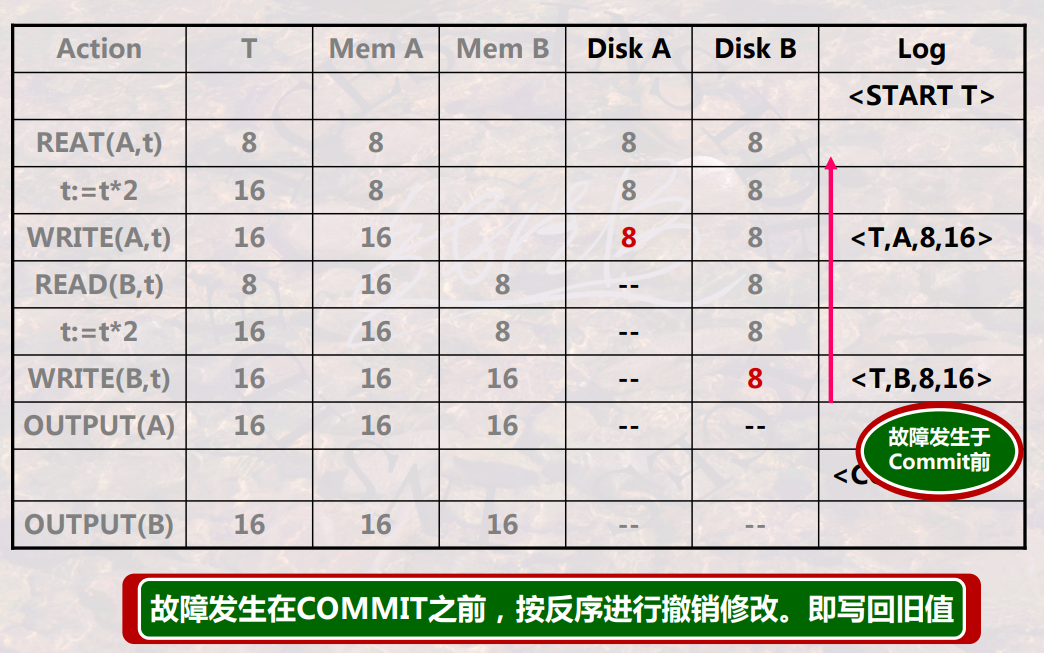 Action T Mem A Mem B Disk A Disk B Log
<START T>
REAT(A,t) 8 8 8 8
t:=t*2 16 8 8 8
WRITE(A,t) 16 16 8 8 <T,A,8,16>
READ(B,t) 8 16 8 -- 8
t:=t*2 16 16 8 -- 8
WRITE(B,t) 16 16 16 -- 8 <T,B,8,16>
OUTPUT(A) 16 16 16 -- --
故障发生于
Commit前
OUTPUT(B) 16 16 16 -- --
故障发生在COMMIT之前，按反序进行撤销修改。即写回旧值